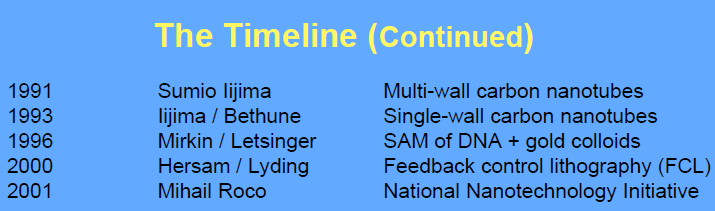 The Timeline (Continued)
1991 Sumio Iijima Multi-wall carbon nanotubes
1993 Iijima / Bethune Single-wall carbon nanotubes
1996 Mirkin / Letsinger SAM of DNA + gold colloids
2000 Hersam / Lyding Feedback control lithography (FCL)
2001 Mihail Roco National Nanotechnology Initiative